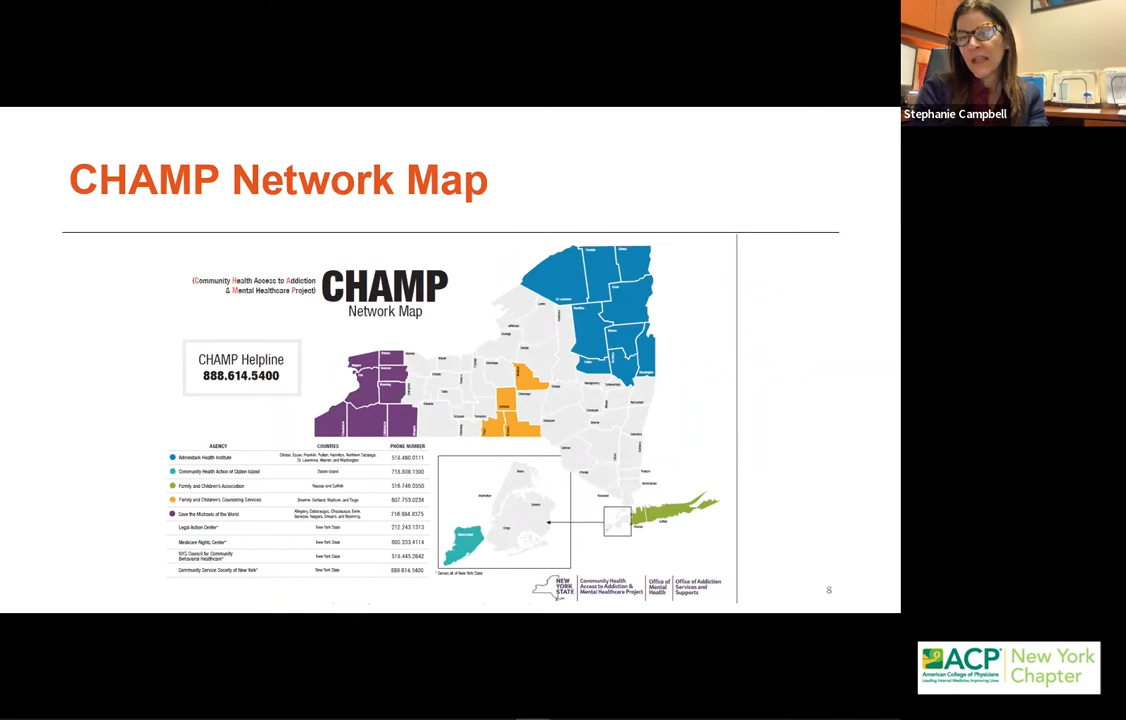 Stephanie Campbell
CHAMP Network Map
(Community Health Access to Addiction
& Mental Healthcare Project)
CHAMP
Network Map
CHAMP Helpline
888.614.5400
AGENCY COUNTIES PHONE NUMBER
Adirondack Health Institute
Clinton, Essex, Franklin, Fulton, Hamilton, Northern Saratoga,
St. Lawrence, Warren, and Washington
518.480.0111
Community Health Action of Staten Island Staten Island 718.808.1300
Family and Children's Association Nassau and Suffolk 516.746.0350
Family and Children's Counseling Services Broome, Cortland, Madison, and Tioga 607.753.0234
Save the Michaels of the World
Allegany, Cattaraugus, Chautauqua, Erie,
Genesee, Niagara, Orleans, and Wyoming
716.984.8375
Legal Action Center* New York State 212.243.1313
Medicare Rights Center* New York State 800.333.4114
NYS Council for Community
Behavioral Healthcare*
New York State 518.445.2642
Community Service Society of New York* New York State 888.614.5400
* Serves all of New York State
NEW
YORK
STATE
Community Health
Access to Addiction &
Mental Healthcare Project
Office of
Mental
Health
Office of Addiction
Services and
Supports
8
ACP
American College of Physicians
Leading Internal Medicine, Improving Lives
New York
Chapter